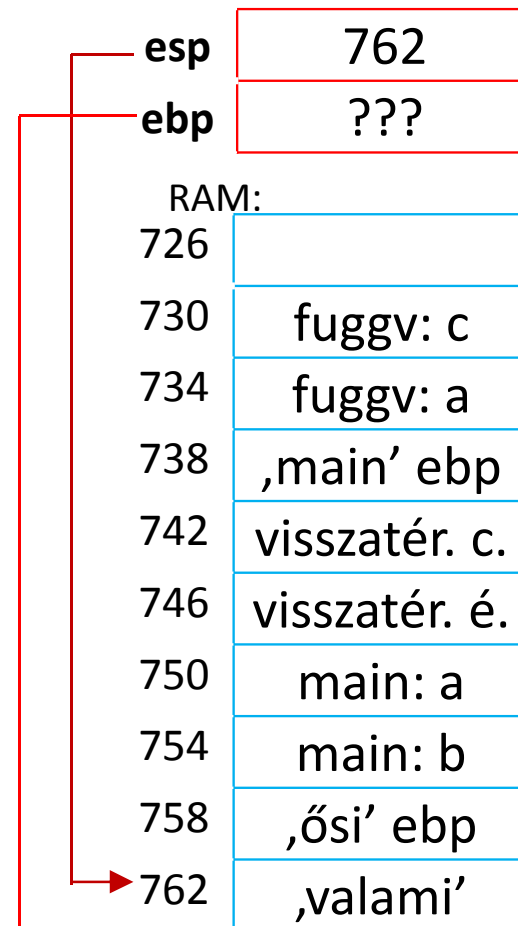 esp 762
ebp ???
RAM:
726
730 fuggv: c
734 fuggv: a
738 ‚main’ ebp
742 visszatér. c.
746 visszatér. é.
750 main: a
754 main: b
758 ‚ősi’ ebp
762 ‚valami’